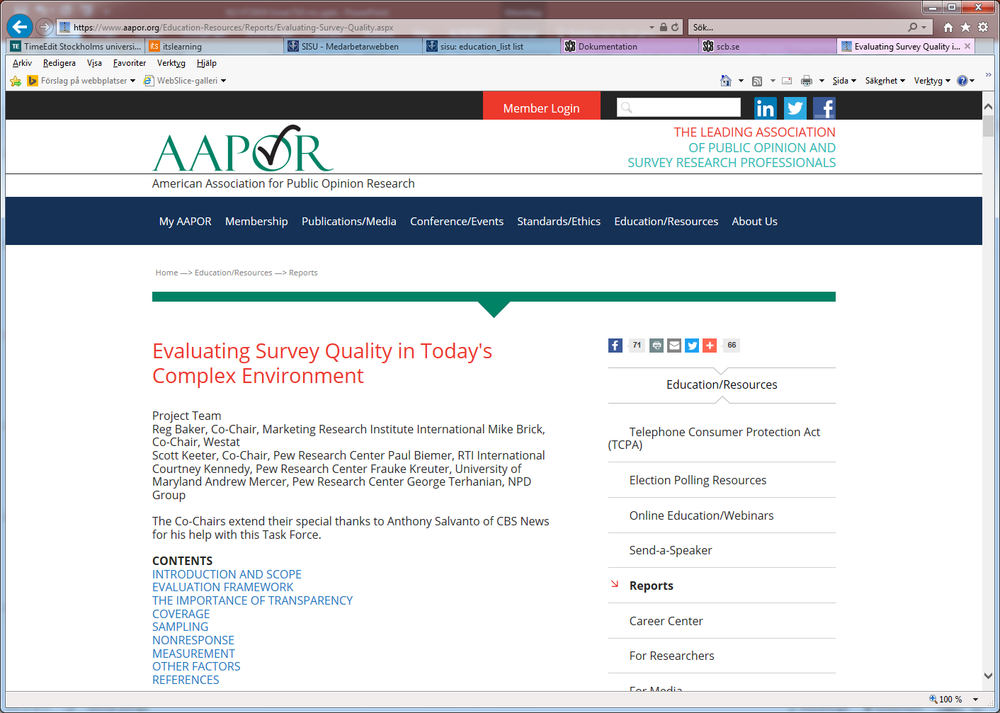 https://www.aapor.org/Education-Resources/Reports/Evaluating-Survey-Quality.aspx
Sök...
TimeEdit Stockholms universi...
itslearning
SISU - Medarbetarwebben
sisu: education_list list
Dokumentation
scb.se
Evaluating Survey Quality i...
Arkiv Redigera Visa Favoriter Verktyg Hjälp
Förslag på webbplatser
WebSlice-galleri
Sida Säkerhet Verktyg
Member Login
AAPOR
THE LEADING ASSOCIATION
OF PUBLIC OPINION AND
SURVEY RESEARCH PROFESSIONALS
American Association for Public Opinion Research
My AAPOR Membership Publications/Media Conference/Events Standards/Ethics Education/Resources About Us
Home —> Education/Resources —> Reports
Evaluating Survey Quality in Today's
Complex Environment
Project Team
Reg Baker, Co-Chair, Marketing Research Institute International Mike Brick,
Co-Chair, Westat
Scott Keeter, Co-Chair, Pew Research Center Paul Biemer, RTI International
Courtney Kennedy, Pew Research Center Frauke Kreuter, University of
Maryland Andrew Mercer, Pew Research Center George Terhanian, NPD
Group
The Co-Chairs extend their special thanks to Anthony Salvanto of CBS News
for his help with this Task Force.
CONTENTS
INTRODUCTION AND SCOPE
EVALUATION FRAMEWORK
THE IMPORTANCE OF TRANSPARENCY
COVERAGE
SAMPLING
NONRESPONSE
MEASUREMENT
OTHER FACTORS
REFERENCES
71
66
Education/Resources
Telephone Consumer Protection Act
(TCPA)
Election Polling Resources
Online Education/Webinars
Send-a-Speaker
Reports
Career Center
For Researchers
For Media
100 %